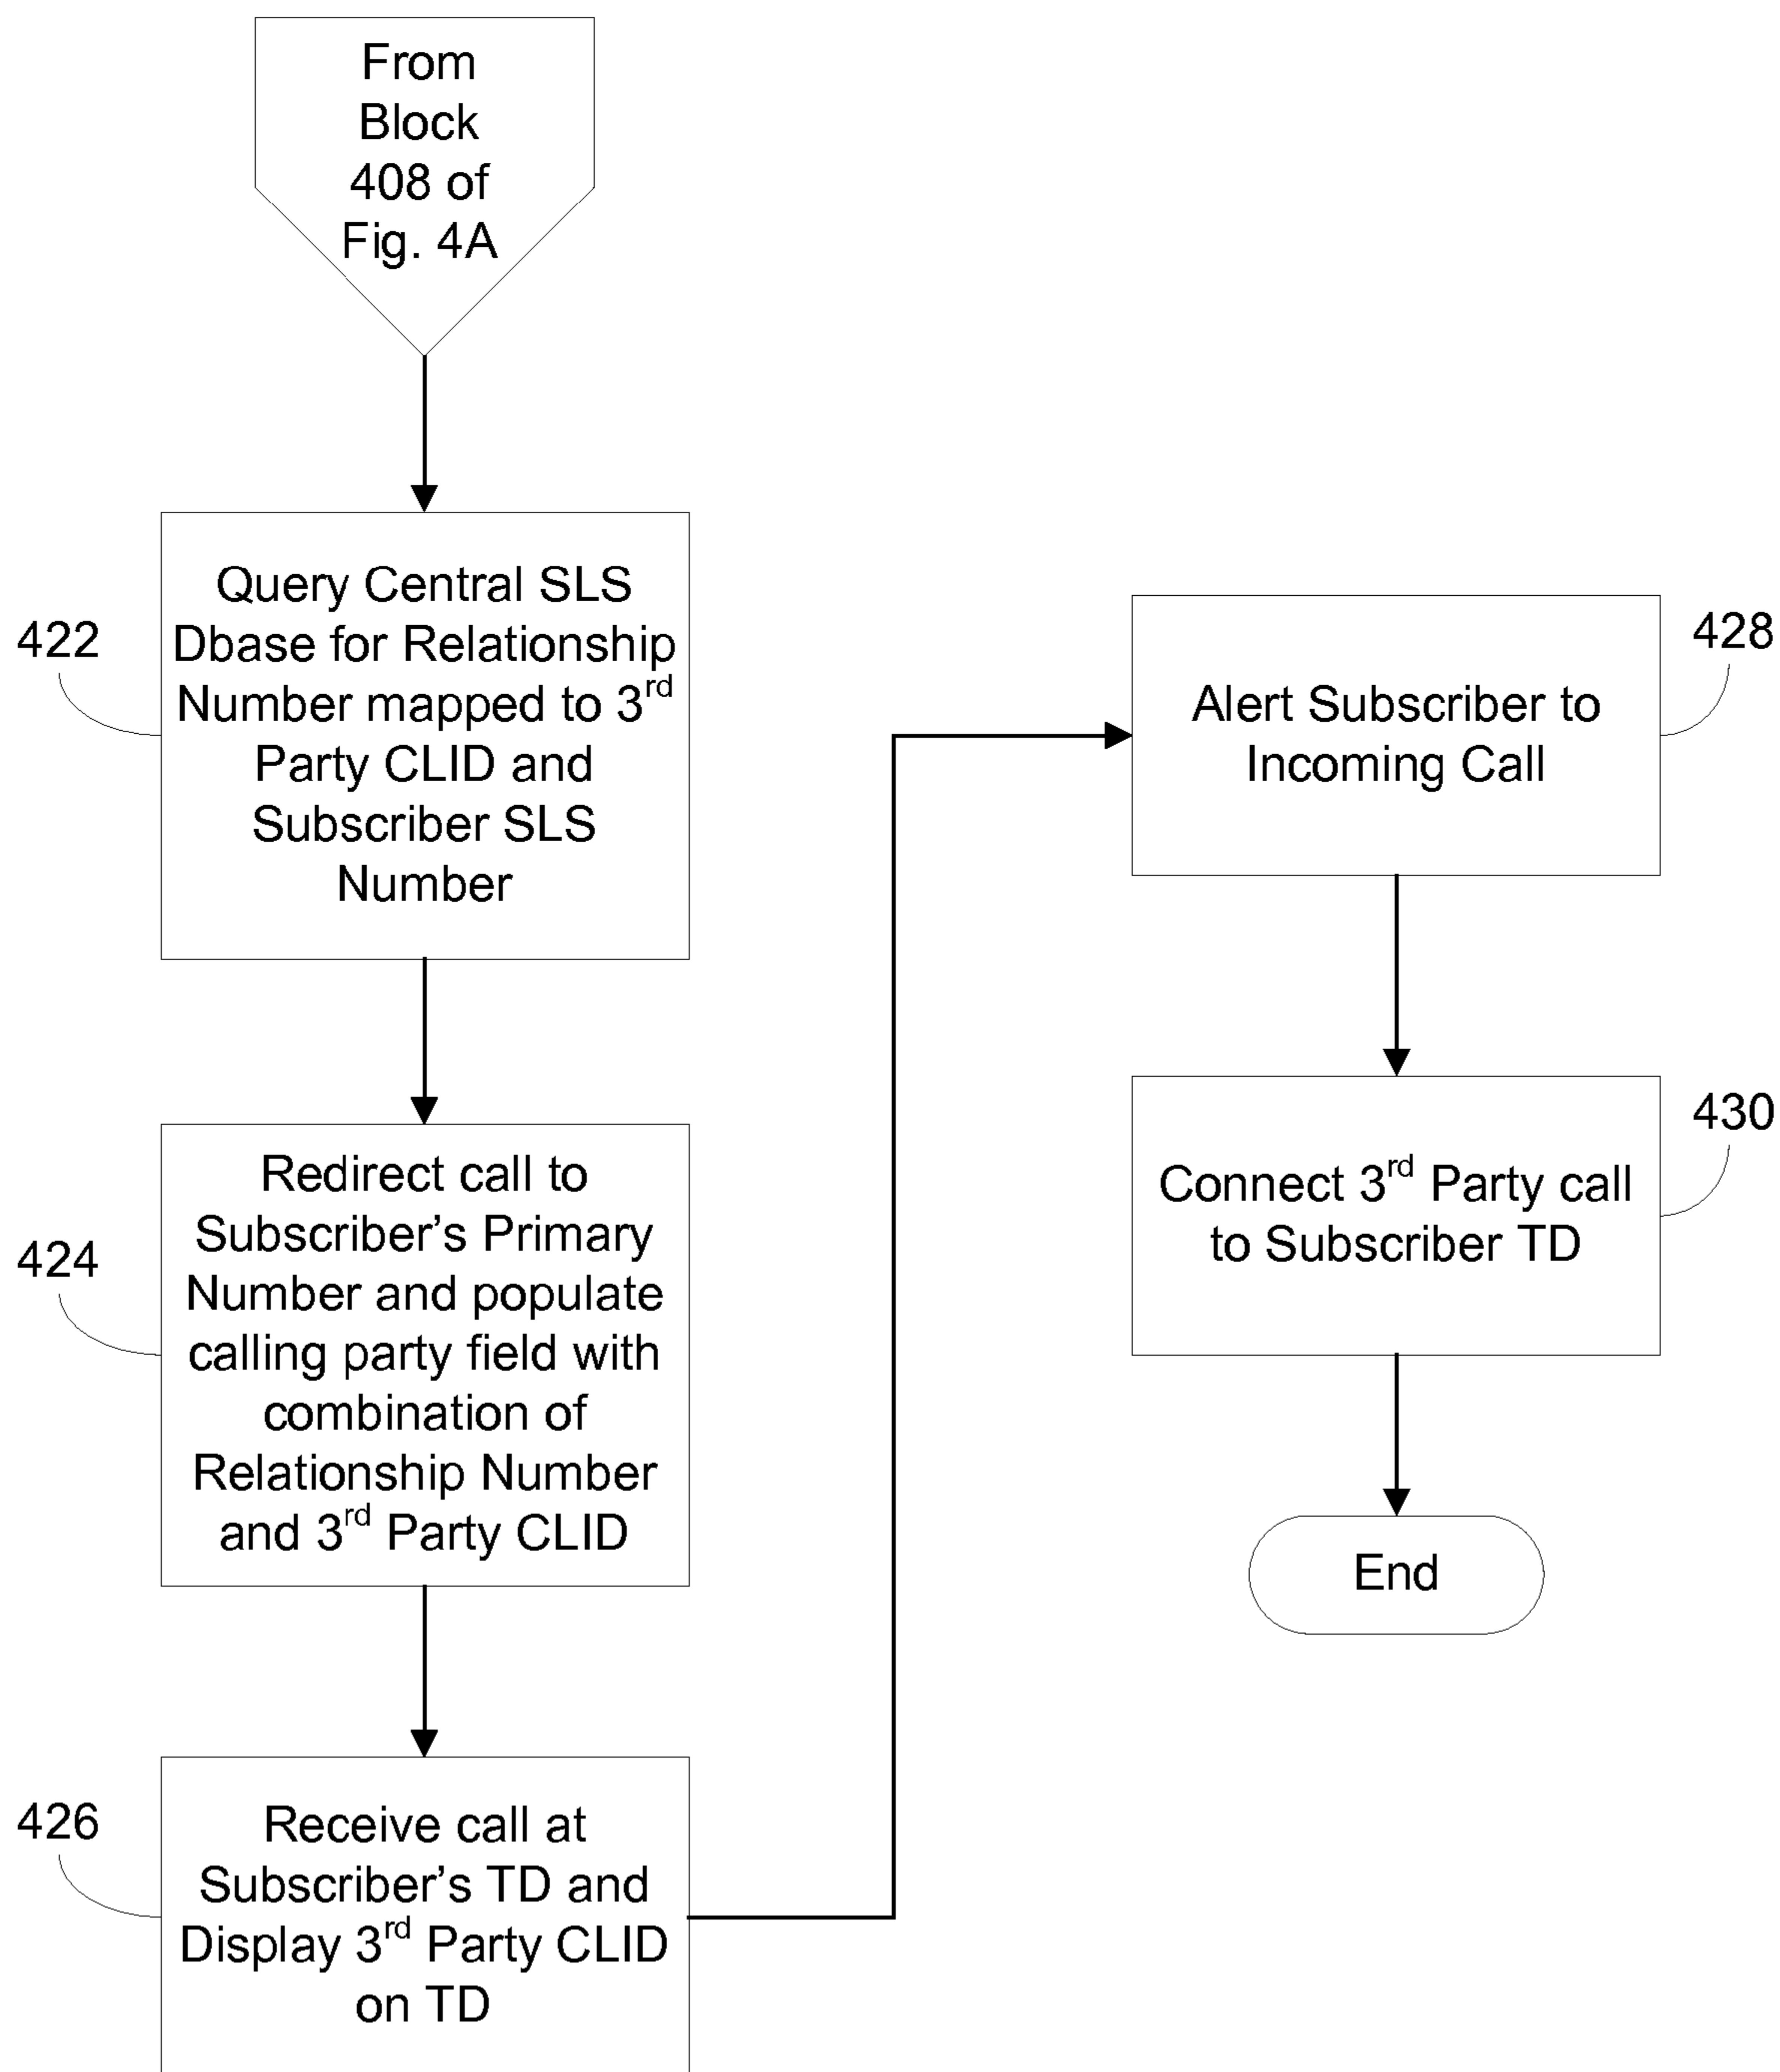 From
Block
408 of
Fig. 4A
422
Query Central SLS
Dbase for Relationship
Number mapped to 3rd
Party CLID and
Subscriber SLS
Number
424
Redirect call to
Subscriber’s Primary
Number and populate
calling party field with
combination of
Relationship Number
and 3rd Party CLID
426
Receive call at
Subscriber’s TD and
Display 3rd Party CLID
on TD
428
Alert Subscriber to
Incoming Call
430
Connect 3rd Party call
to Subscriber TD
End